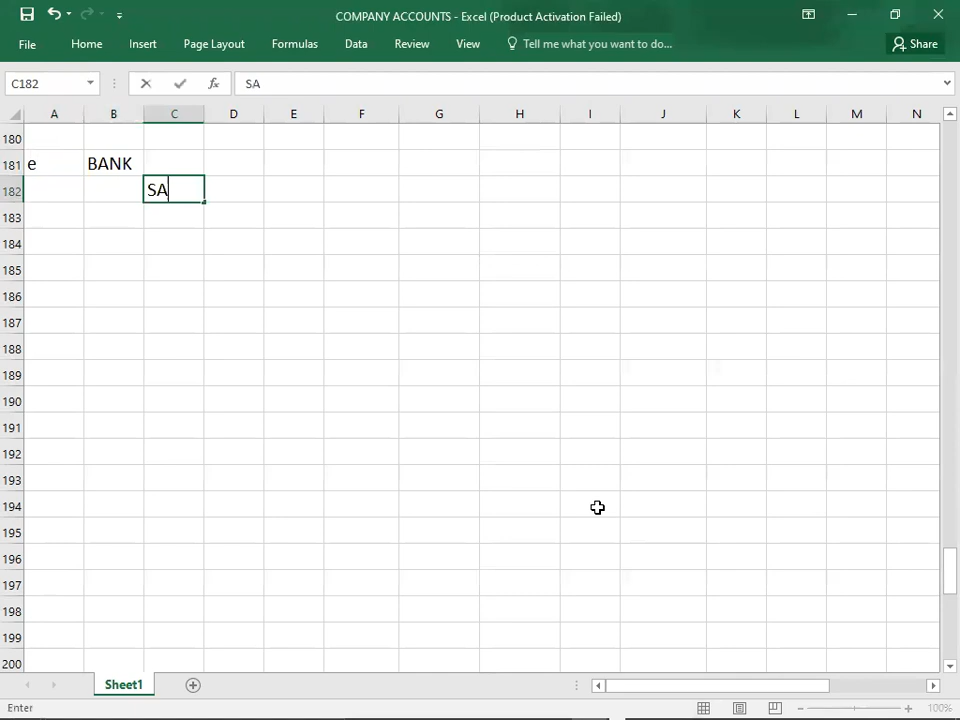 COMPANY ACCOUNTS - Excel (Product Activation Failed)
File Home Insert Page Layout Formulas Data Review View Tell me what you want to do... Share
C182 fx SA
A B C D E F G H I J K L M N
180
181 e BANK
182 SA
183
184
185
186
187
188
189
190
191
192
193
194
195
196
197
198
199
200
Sheet1
Enter 100%